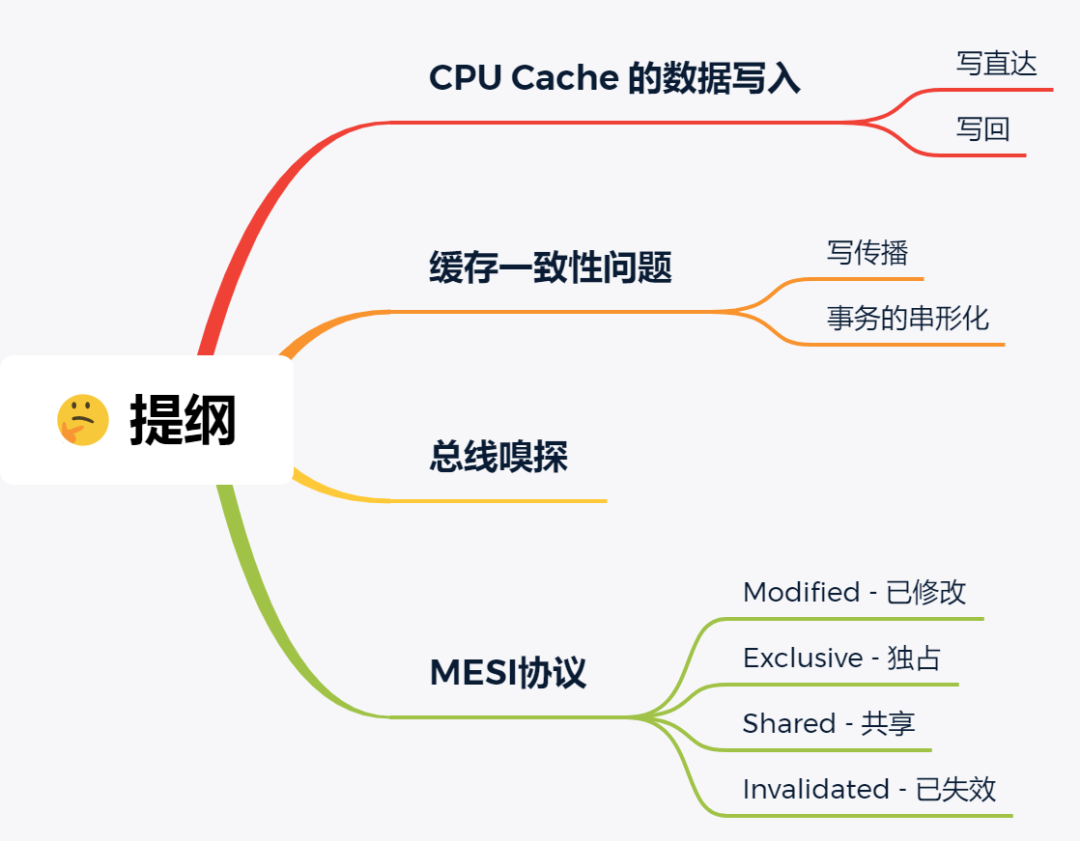 CPU Cache 的数据写入
写直达
写回
缓存一致性问题
写传播
事务的串形化
🤔 提纲
总线嗅探
MESI协议
Modified - 已修改
Exclusive - 独占
Shared - 共享
Invalidated - 已失效